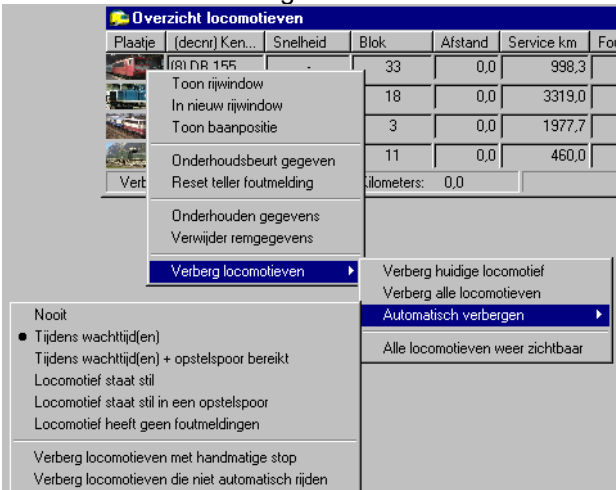 Overzicht locomotieven
Plaatje (decnr) Ken... Snelheid Blok Afstand Service km
(8) DB 155 - 33 0,0 998,3
18 0,0 3319,0
3 0,0 1977,7
11 0,0 460,0
Kilometers: 0,0
Toon rijwindow
In nieuw rijwindow
Toon baanpositie
Onderhoudsbeurt gegeven
Reset teller foutmelding
Onderhouden gegevens
Verwijder remgegevens
Verberg locomotieven
Verberg huidige locomotief
Verberg alle locomotieven
Automatisch verbergen
Alle locomotieven weer zichtbaar
Nooit
Tijdens wachttijd(en)
Tijdens wachttijd(en) + opstelspoor bereikt
Locomotief staat stil
Locomotief staat stil in een opstelspoor
Locomotief heeft geen foutmeldingen
Verberg locomotieven met handmatige stop
Verberg locomotieven die niet automatisch rijden